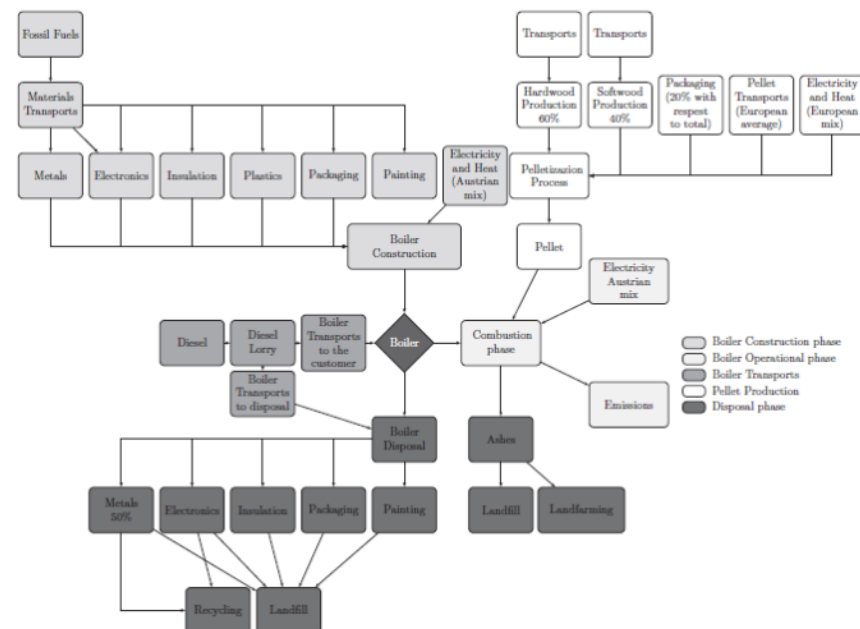 Fossil Fuels
Transports
Transports
Materials
Transports
Hardwood
Production
60%
Softwood
Production
40%
Packaging
(20% with
respect
to total)
Pellet
Transports
(European
average)
Electricity
and Heat
(European
mix)
Metals
Electronics
Insulation
Plastics
Packaging
Painting
Electricity
and Heat
(Austrian
mix)
Pelletizazion
Process
Boiler
Construction
Pellet
Electricity
Austrian
mix
Diesel
Diesel
Lorry
Boiler
Transports
to the
customer
Boiler
Combustion
phase
Boiler Construction phase
Boiler Operational phase
Boiler Transports
Pellet Production
Disposal phase
Boiler
Transports
to disposal
Emissions
Boiler
Disposal
Ashes
Metals
50%
Electronics
Insulation
Packaging
Painting
Landfill
Landfarming
Recycling
Landfill